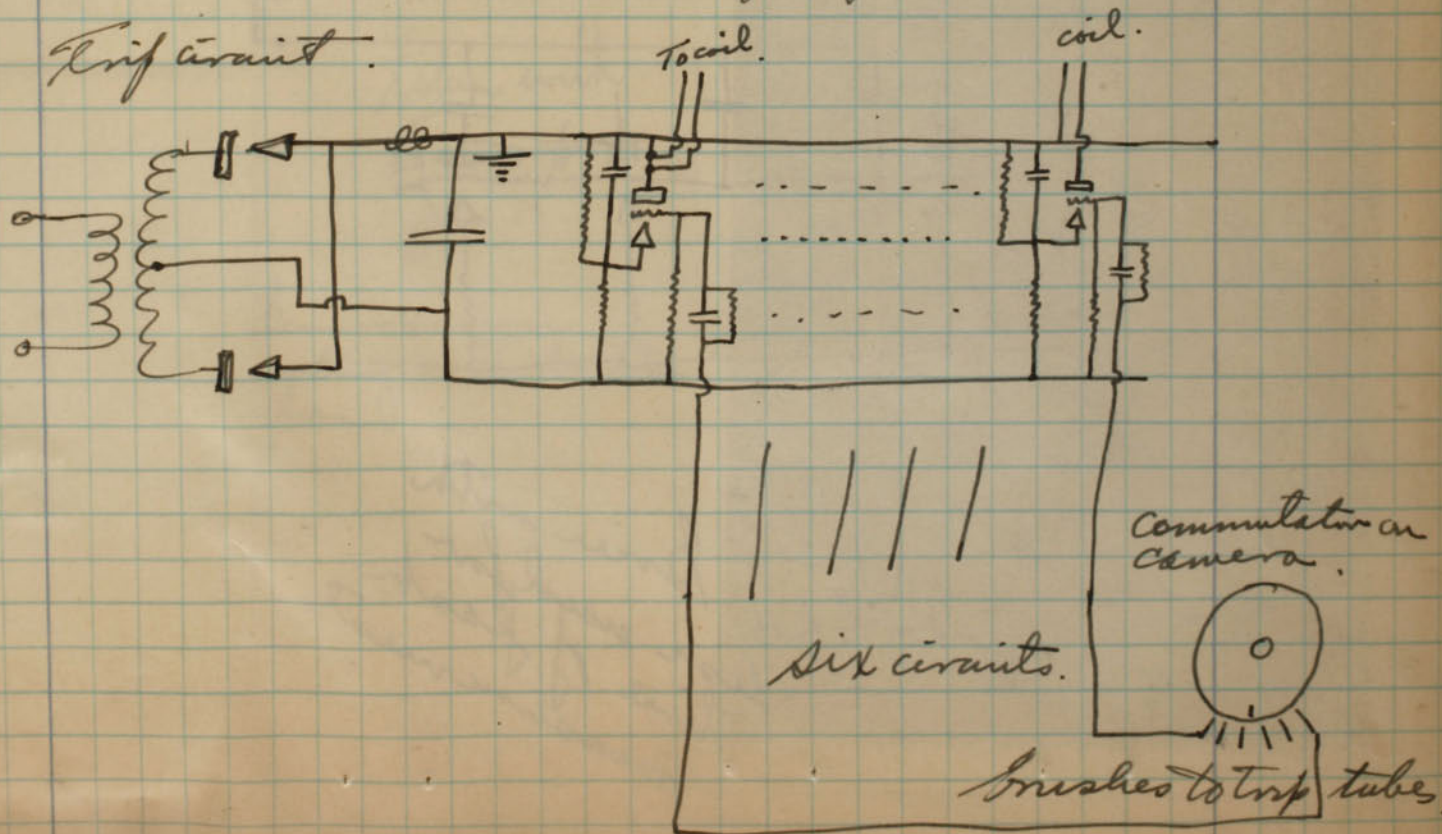 Trip circuit.
To coil.
coil.
six circuits.
Commutator on
camera.
brushes to trip tubes